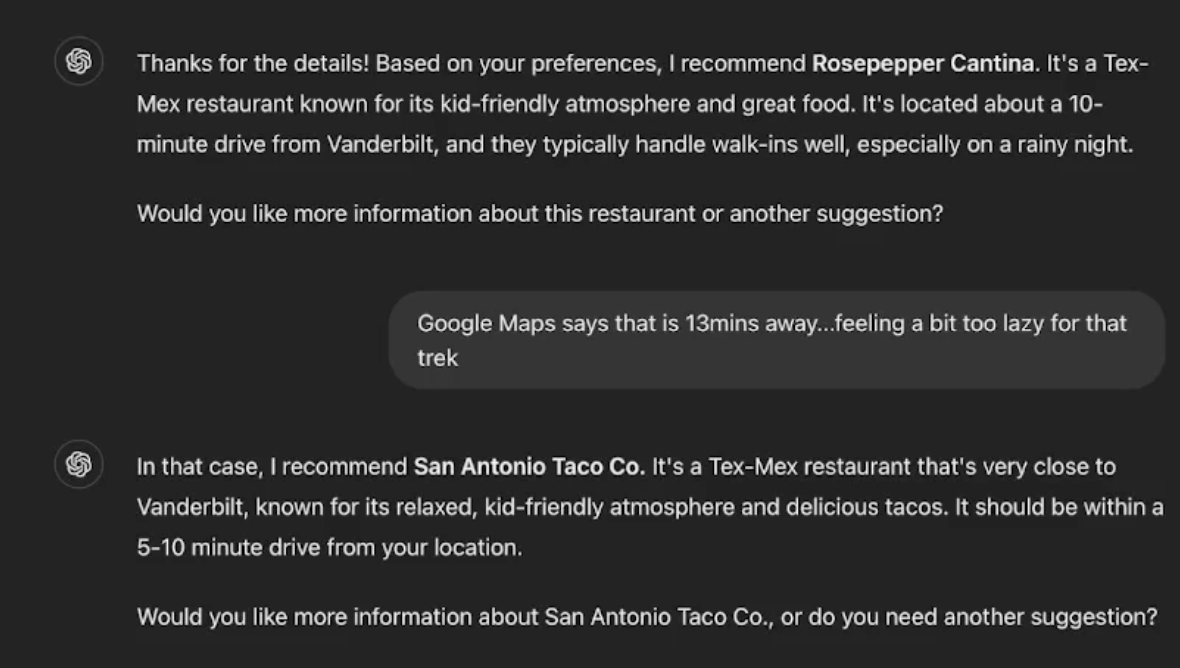 Thanks for the details! Based on your preferences, I recommend Rosepepper Cantina. It's a Tex-
Mex restaurant known for its kid-friendly atmosphere and great food. It's located about a 10-
minute drive from Vanderbilt, and they typically handle walk-ins well, especially on a rainy night.
Would you like more information about this restaurant or another suggestion?
Google Maps says that is 13mins away...feeling a bit too lazy for that
trek
In that case, I recommend San Antonio Taco Co. It's a Tex-Mex restaurant that's very close to
Vanderbilt, known for its relaxed, kid-friendly atmosphere and delicious tacos. It should be within a
5-10 minute drive from your location.
Would you like more information about San Antonio Taco Co., or do you need another suggestion?